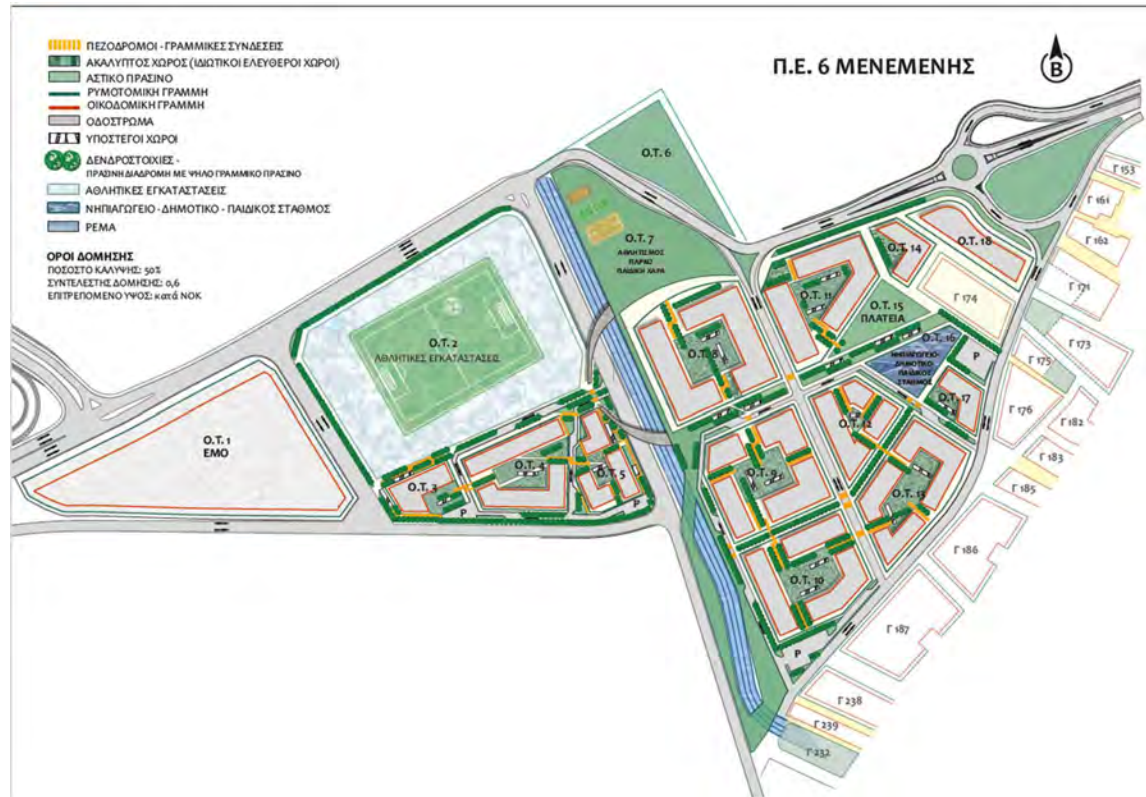 ΠΕΖΟΔΡΟΜΟΙ - ΓΡΑΜΜΙΚΕΣ ΣΥΝΔΕΣΕΙΣ
ΑΚΑΛΥΠΤΟΣ ΧΩΡΟΣ (ΙΔΙΩΤΙΚΟΙ ΕΛΕΥΘΕΡΟΙ ΧΩΡΟΙ)
ΑΣΤΙΚΟ ΠΡΑΣΙΝΟ
ΡΥΜΟΤΟΜΙΚΗ ΓΡΑΜΜΗ
ΟΙΚΟΔΟΜΙΚΗ ΓΡΑΜΜΗ
ΟΔΟΣΤΡΩΜΑ
ΥΠΟΣΤΕΓΟΙ ΧΩΡΟΙ
ΔΕΝΔΡΟΣΤΟΙΧΙΕΣ -
ΠΡΑΣΙΝΗ ΔΙΑΔΡΟΜΗ ΜΕ ΨΗΛΟ ΓΡΑΜΜΙΚΟ ΠΡΑΣΙΝΟ
ΑΘΛΗΤΙΚΕΣ ΕΓΚΑΤΑΣΤΑΣΕΙΣ
ΝΗΠΙΑΓΩΓΕΙΟ - ΔΗΜΟΤΙΚΟ - ΠΑΙΔΙΚΟΣ ΣΤΑΘΜΟΣ
ΡΕΜΑ
ΟΡΟΙ ΔΟΜΗΣΗΣ
ΠΟΣΟΣΤΟ ΚΑΛΥΨΗΣ: 50%
ΣΥΝΤΕΛΕΣΤΗΣ ΔΟΜΗΣΗΣ: 0,6
ΕΠΙΤΡΕΠΟΜΕΝΟ ΥΨΟΣ: κατά ΝΟΚ
Π.Ε. 6 ΜΕΝΕΜΕΝΗΣ
Β
Ο.Τ. 6
Ο.Τ. 7
ΑΘΛΗΤΙΣΜΟΣ
ΠΑΡΚΟ
ΠΑΙΔΙΚΗ ΧΑΡΑ
Ο.Τ. 14
Ο.Τ. 18
Ο.Τ. 11
Ο.Τ. 15
ΠΛΑΤΕΙΑ
174
Ο.Τ. 2
ΑΘΛΗΤΙΚΕΣ ΕΓΚΑΤΑΣΤΑΣΕΙΣ
Ο.Τ. 8
Ο.Τ. 16
ΝΗΠΙΑΓΩΓΕΙΟ-
ΔΗΜΟΤΙΚΟ-
ΠΑΙΔΙΚΟΣ
ΣΤΑΘΜΟΣ
P
Ο.Τ. 17
Ο.Τ. 12
Ο.Τ. 1
ΕΜΟ
Ο.Τ. 3
Ο.Τ. 4
Ο.Τ. 5
P
P
Ο.Τ. 9
Ο.Τ. 13
Ο.Τ. 10
P
Γ 153
Γ 161
Γ 162
Γ 171
Γ 173
Γ 175
Γ 176
Γ 182
Γ 183
Γ 185
Γ 186
Γ 187
Γ 238
Γ 239
Γ 232